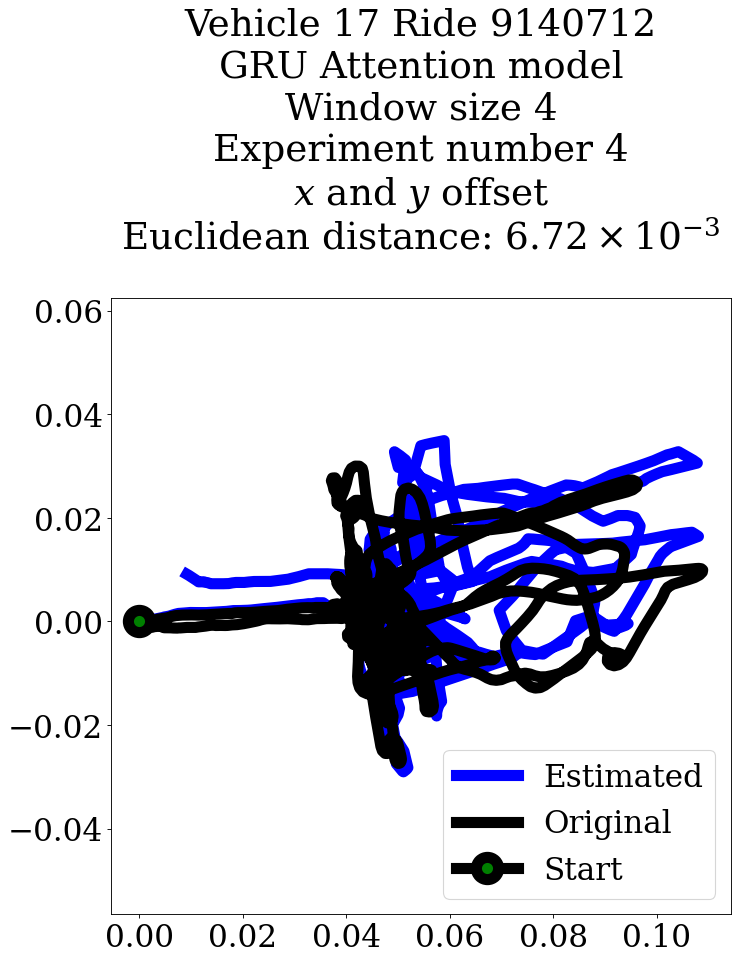 Vehicle 17 Ride 9140712
GRU Attention model
Window size 4
Experiment number 4
x and y offset
Euclidean distance: 6.72 × 10⁻³
0.06
0.04
0.02
0.00
−0.02
−0.04
Estimated
Original
Start
0.00 0.02 0.04 0.06 0.08 0.10